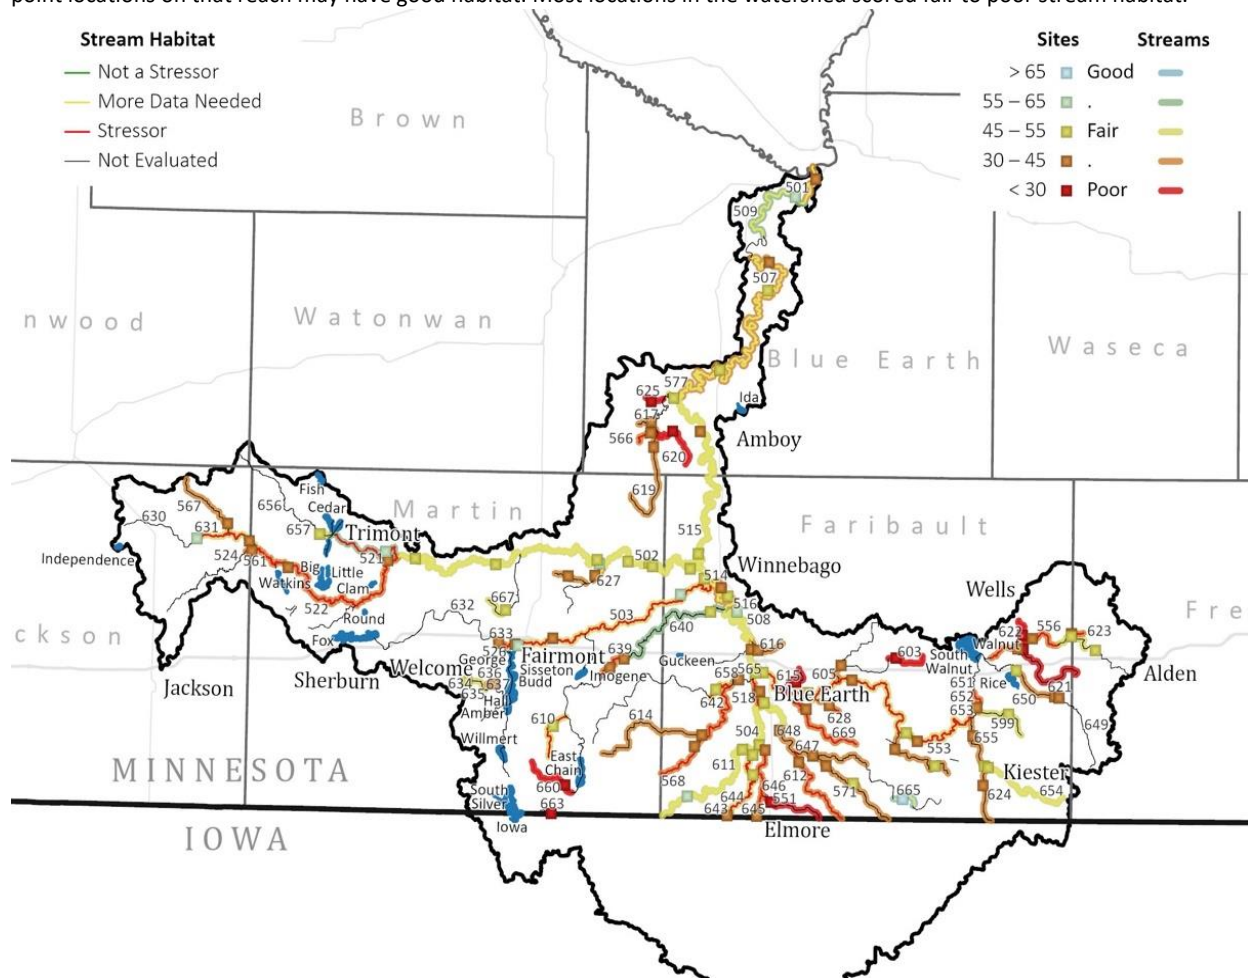 point locations on that reach may have good habitat. Most locations in the watershed scored fair to poor stream habitat.
Stream Habitat
Not a Stressor
More Data Needed
Stressor
Not Evaluated
Sites Streams
> 65 Good
55 – 65 .
45 – 55 Fair
30 – 45 .
< 30 Poor
Brown
501
509
507
nwood
Watonwan
Blue Earth
Waseca
577
625
Ida
617
566
Amboy
620
619
Fish
567
656
Cedar
Martin
630
631
657
Trimont
515
Faribault
Independence
524
561
521
502
Winnebago
Big
Little
Watkins
Clam
627
514
Wells
522
667
516
Round
632
503
640
508
556
623
Fre
ckson
Fox
633
622
526
Fairmont
639
616
603
South
Walnut
Walnut
George
Sisseton
Guckeen
Welcome
636
Budd
Imogene
658
565
615
605
Rice
Alden
Jackson
Sherburn
634
637
635
Hall
642
518
Blue Earth
651
652
650
621
Amber
653
610
614
628
599
649
Willmert
504
648
669
655
East
Chain
611
647
553
MINNESOTA
568
612
Kiester
660
646
571
665
South
Silver
644
551
624
654
663
643
645
IOWA
Iowa
Elmore